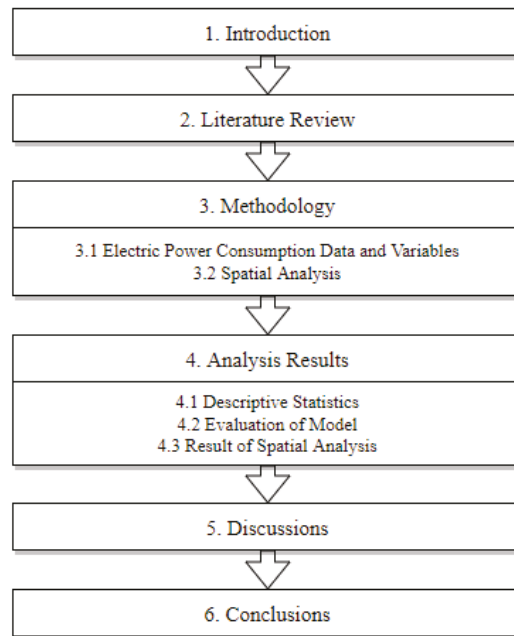 1. Introduction
2. Literature Review
3. Methodology
3.1 Electric Power Consumption Data and Variables
3.2 Spatial Analysis
4. Analysis Results
4.1 Descriptive Statistics
4.2 Evaluation of Model
4.3 Result of Spatial Analysis
5. Discussions
6. Conclusions